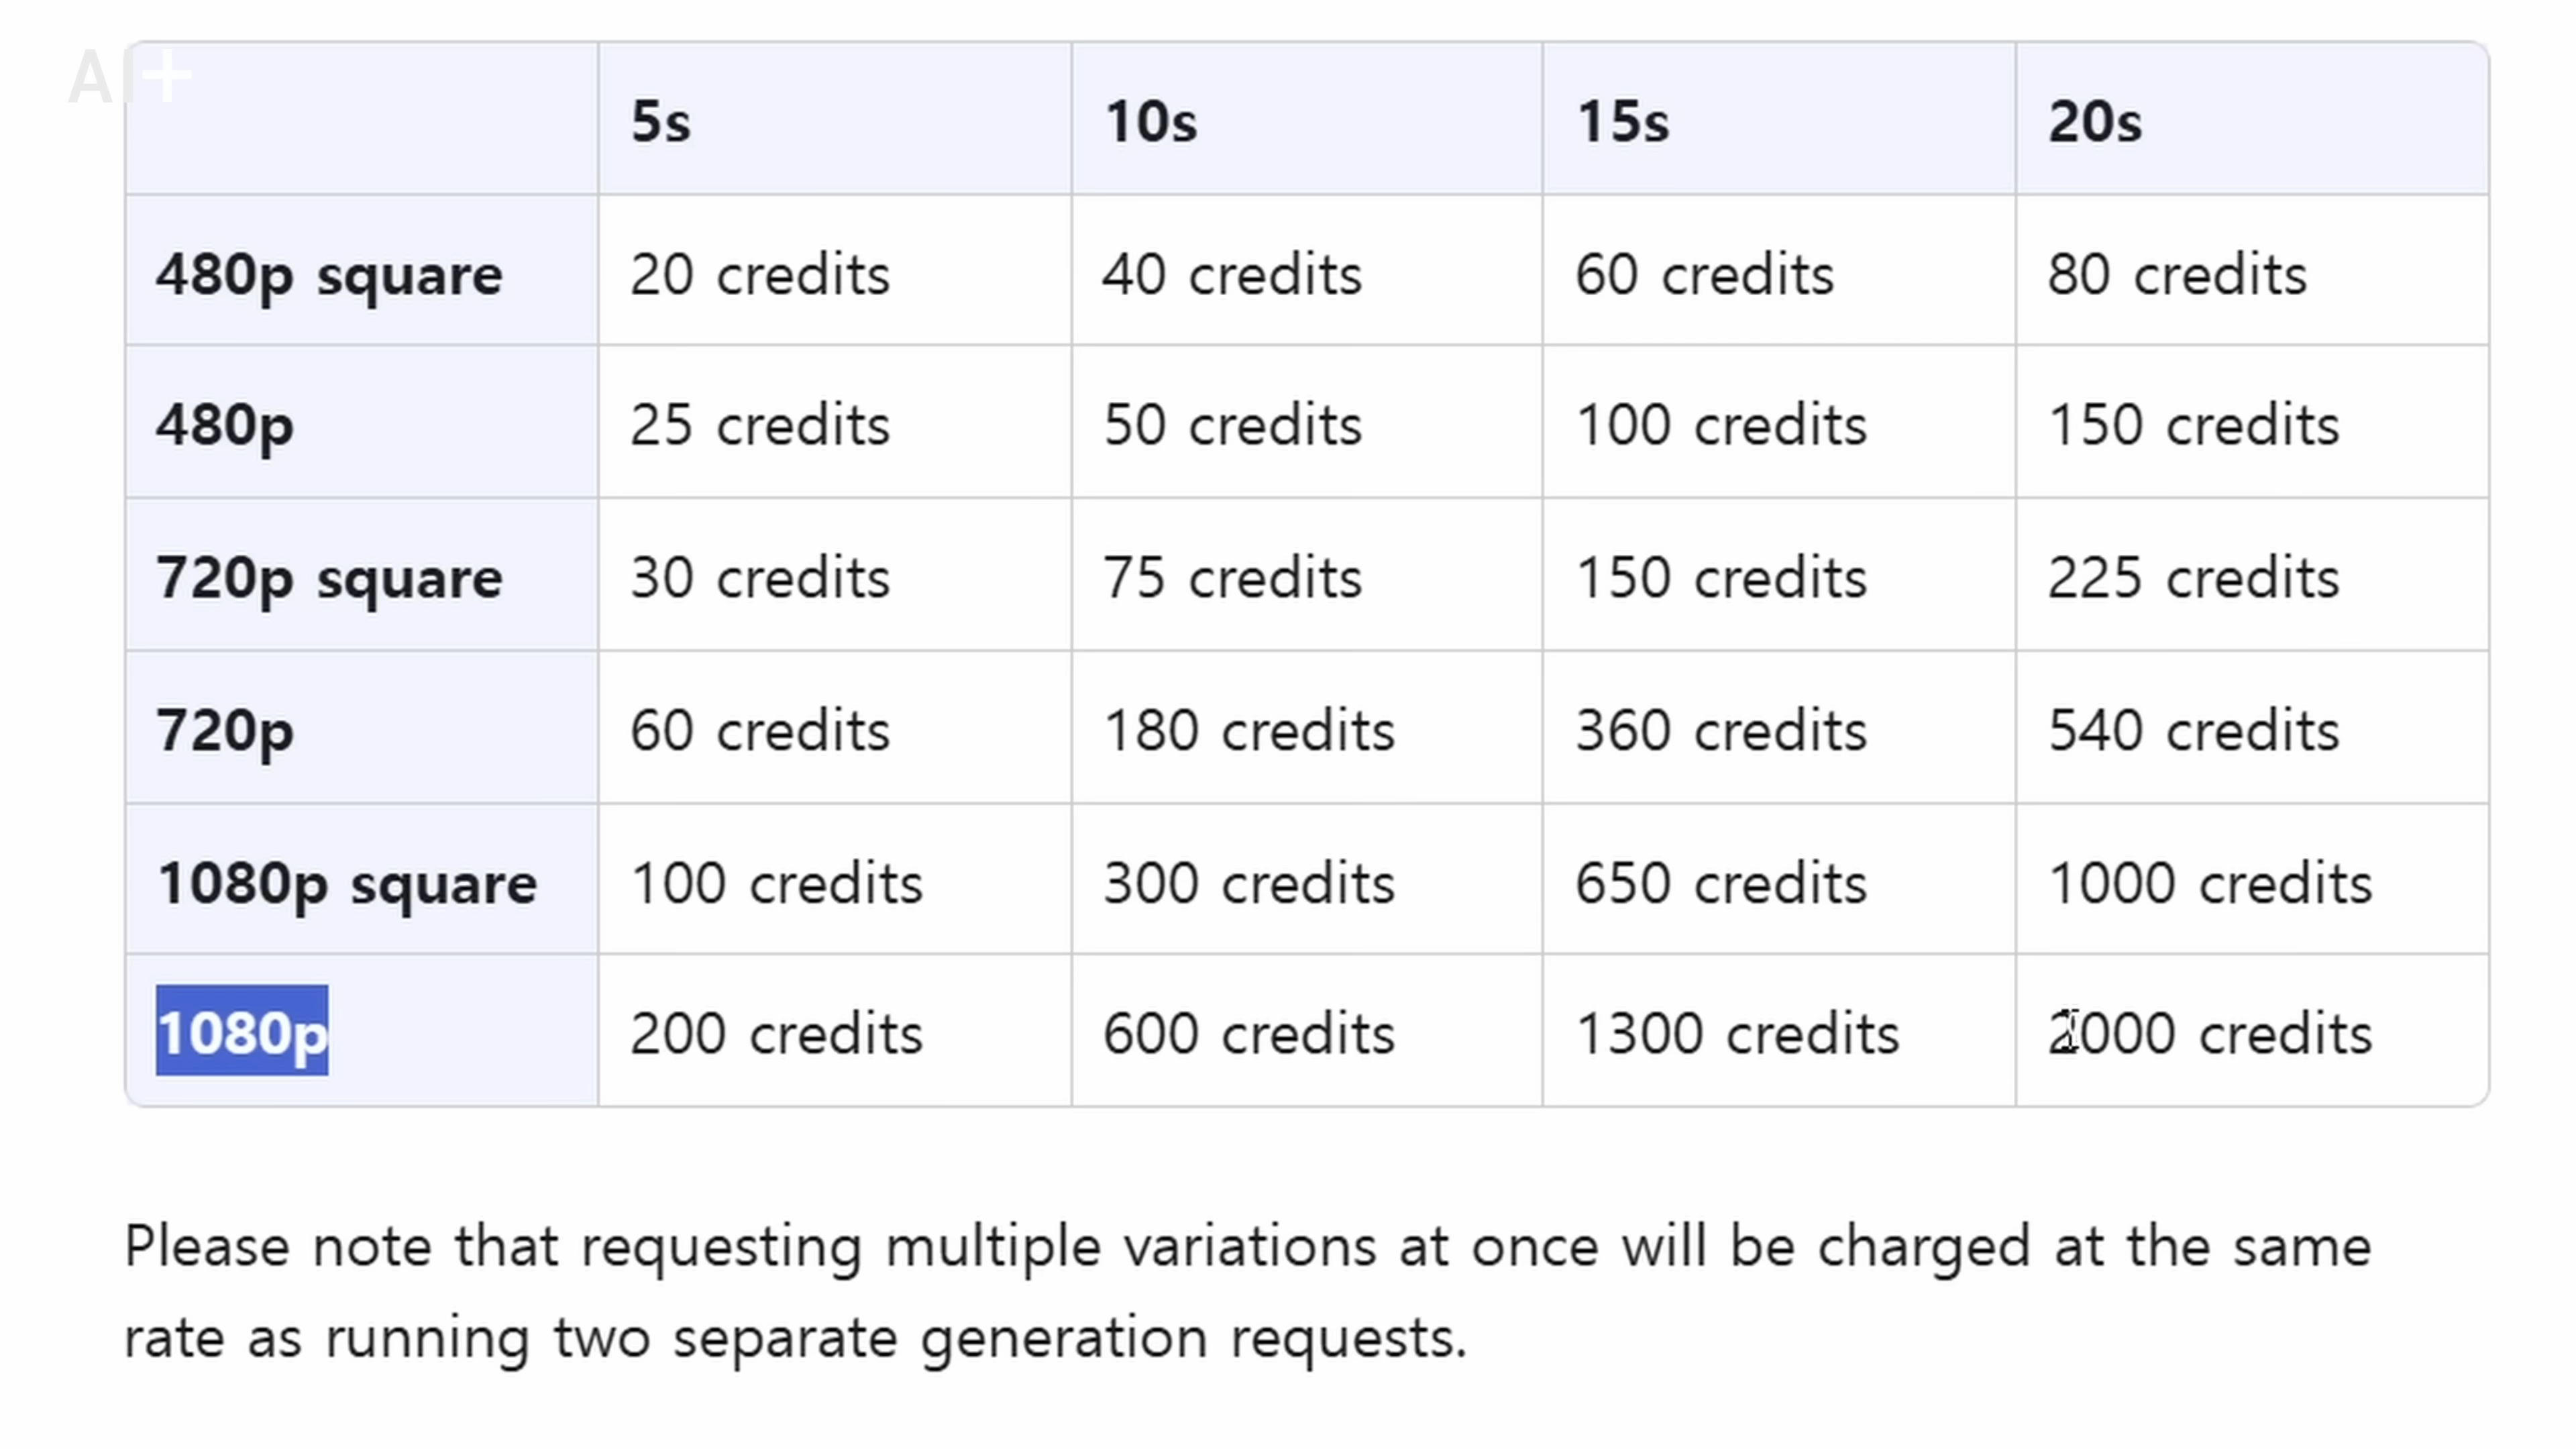 AI+
5s 10s 15s 20s
480p square 20 credits 40 credits 60 credits 80 credits
480p 25 credits 50 credits 100 credits 150 credits
720p square 30 credits 75 credits 150 credits 225 credits
720p 60 credits 180 credits 360 credits 540 credits
1080p square 100 credits 300 credits 650 credits 1000 credits
1080p 200 credits 600 credits 1300 credits 2000 credits
Please note that requesting multiple variations at once will be charged at the same
rate as running two separate generation requests.